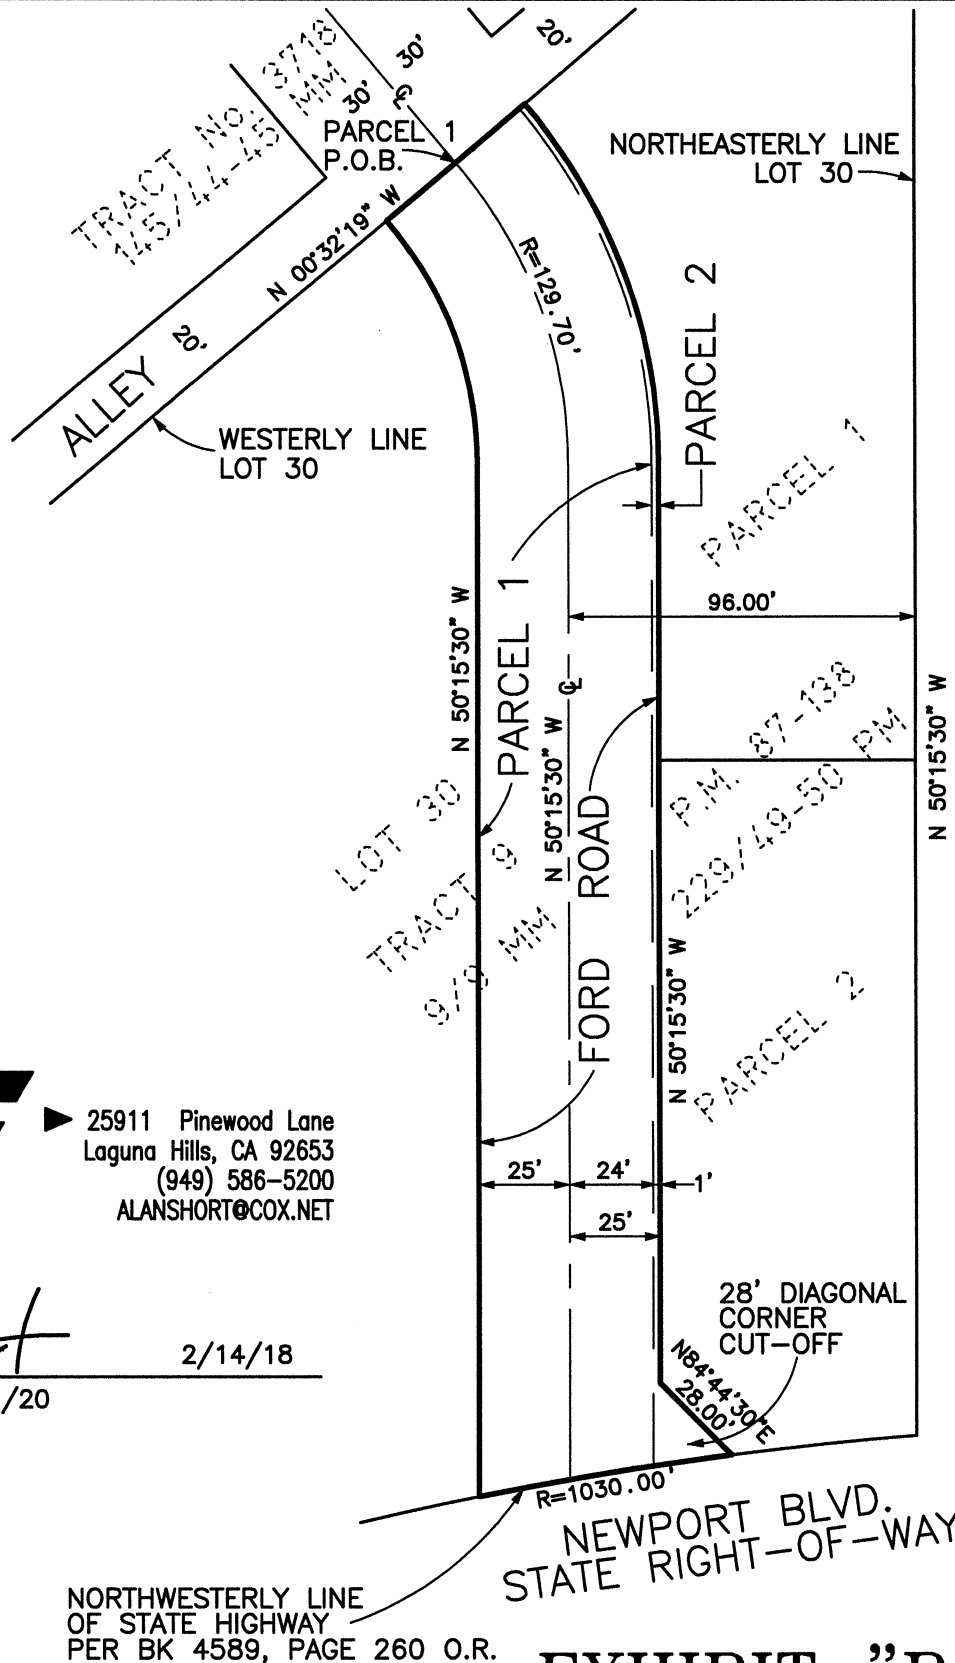 20'
30'
30'
℄
TRACT No. 3718
145/44-45 MM
PARCEL 1
P.O.B.
NORTHEASTERLY LINE
LOT 30
N 00°32'19" W
R=129.70'
PARCEL 2
ALLEY 20'
WESTERLY LINE
LOT 30
PARCEL 1
96.00'
N 50°15'30" W
PARCEL 1
N 50°15'30" W ℄
P.M. 87-138
229/49-50 PM
N 50°15'30" W
LOT 30
TRACT 9
9/9 MM
FORD ROAD
N 50°15'30" W
PARCEL 2
25911 Pinewood Lane
Laguna Hills, CA 92653
(949) 586-5200
ALANSHORT@COX.NET
25'
24'
1'
25'
28' DIAGONAL
CORNER
CUT-OFF
N84°44'30"E
28.00'
2/14/18
/20
R=1030.00'
NEWPORT BLVD.
STATE RIGHT-OF-WAY
NORTHWESTERLY LINE
OF STATE HIGHWAY
PER BK 4589, PAGE 260 O.R.
EXHIBIT "B